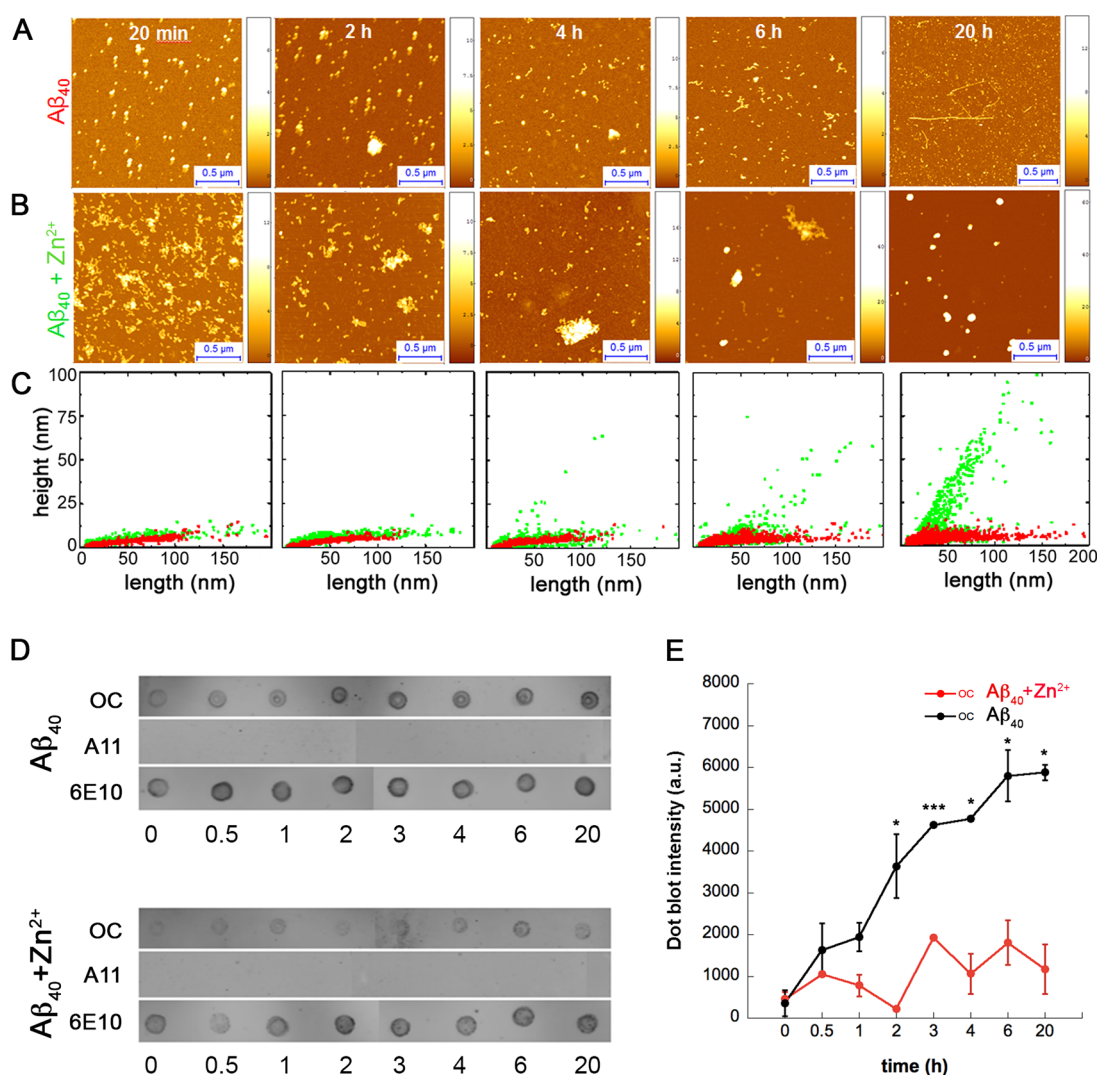 A
20 min
2 h
4 h
6 h
20 h
Aβ40
0.5 µm
0.5 µm
0.5 µm
0.5 µm
0.5 µm
B
Aβ40 + Zn2+
0.5 µm
0.5 µm
0.5 µm
0.5 µm
0.5 µm
C
height (nm)
100
75
50
25
0
0 50 100 150
50 100 150
50 100 150
50 100 150
50 100 150 200
length (nm) length (nm) length (nm) length (nm) length (nm)
D
Aβ40
OC
A11
6E10
0 0.5 1 2 3 4 6 20
Aβ40+Zn2+
OC
A11
6E10
0 0.5 1 2 3 4 6 20
E
Dot blot intensity (a.u.)
8000
7000
6000
5000
4000
3000
2000
1000
0
OC Aβ40+Zn2+
OC Aβ40
* *** * * *
0 0.5 1 2 3 4 6 20
time (h)